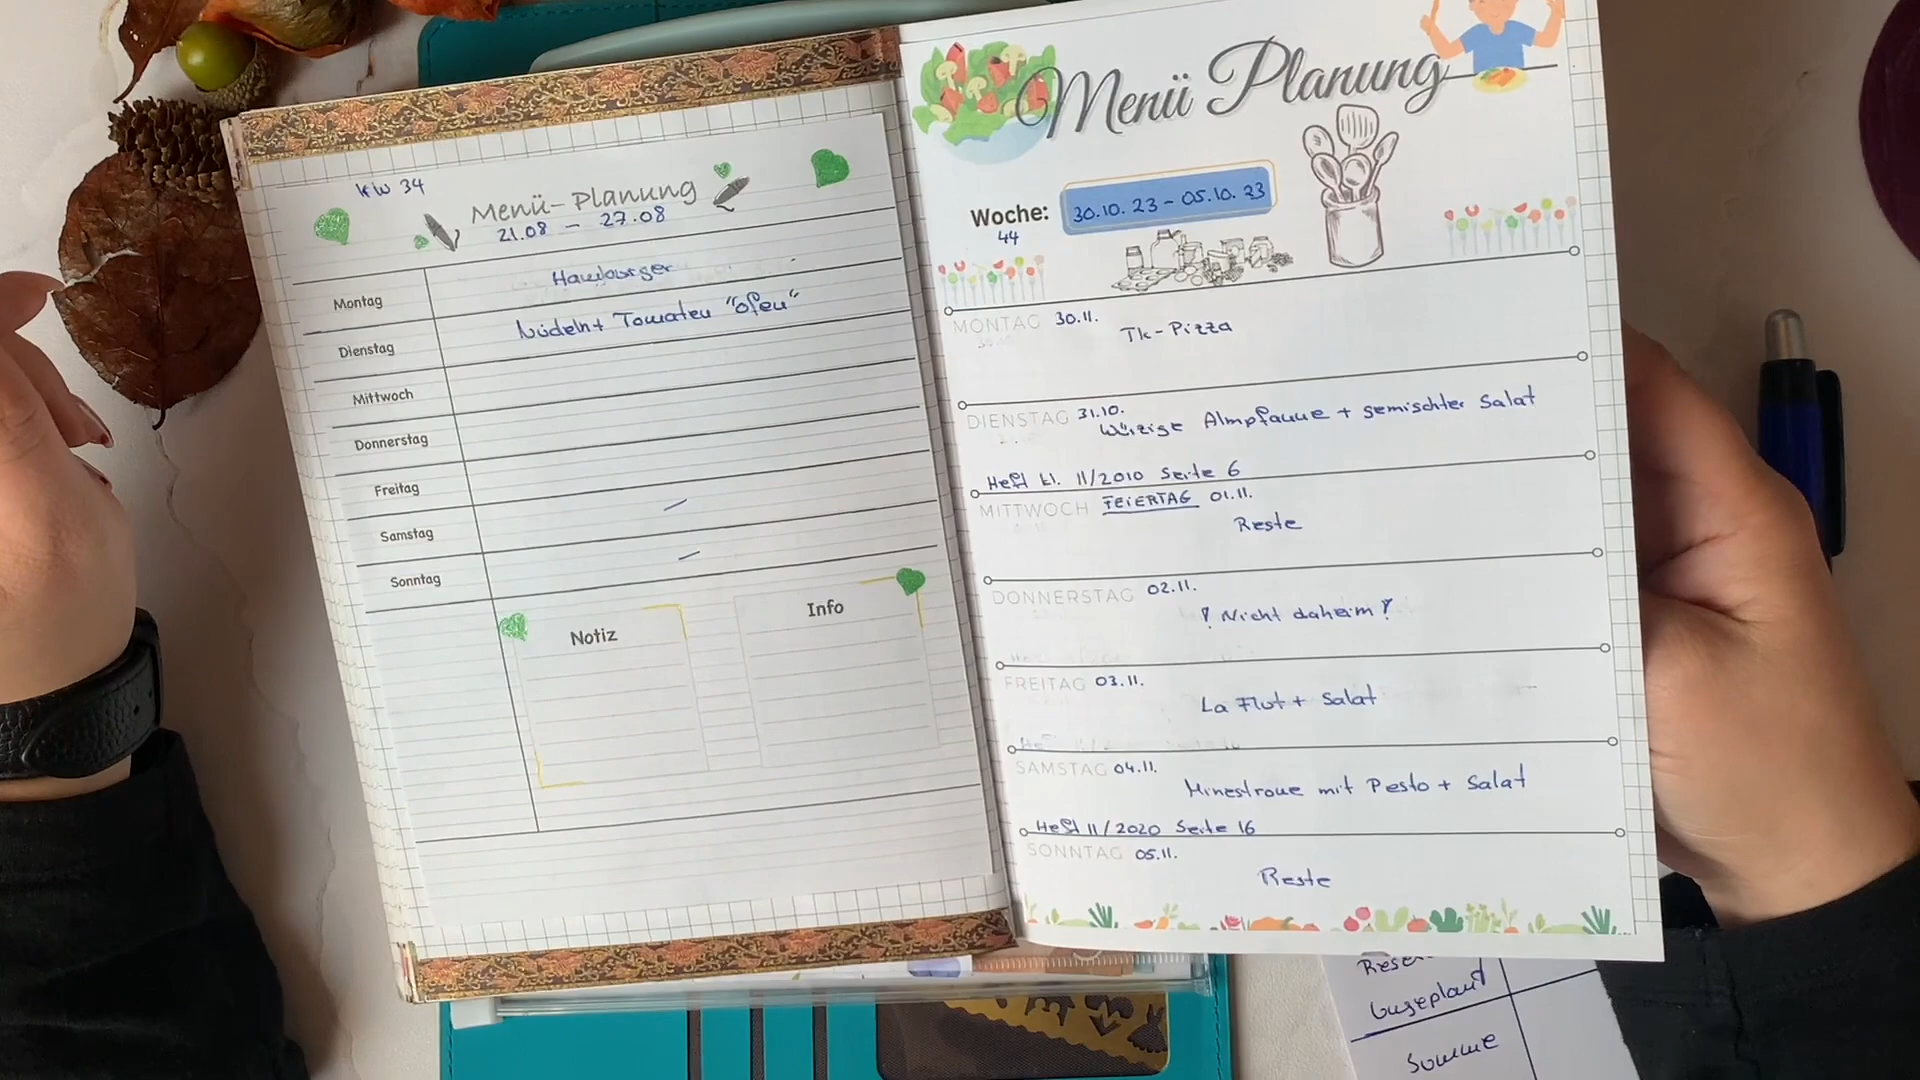 KW 34
Menü-Planung
21.08 – 27.08
Montag
Hamburger
Dienstag
Nudeln + Tomaten "Ofen"
Mittwoch
Donnerstag
Freitag
Samstag
–
Sonntag
–
Notiz
Info
Menü Planung
Woche: 30.10.23 – 05.10.23
44
MONTAG 30.11.
Tk-Pizza
DIENSTAG 31.10.
Würzige Almpfanne + gemischter Salat
Heft kl. 11/2010 Seite 6
MITTWOCH FEIERTAG 01.11.
Reste
DONNERSTAG 02.11.
! Nicht daheim !
FREITAG 03.11.
La Flut + Salat
SAMSTAG 04.11.
Minestrone mit Pesto + Salat
Heft 11/2020 Seite 16
SONNTAG 05.11.
Reste
Summe